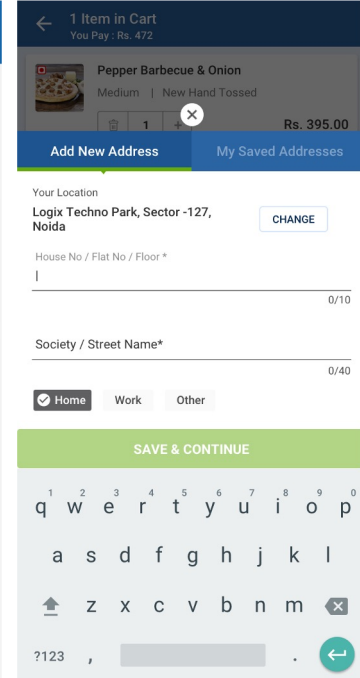 1 Item in Cart
You Pay : Rs. 472
Pepper Barbecue & Onion
Medium | New Hand Tossed
1 +
Rs. 395.00
Add New Address My Saved Addresses
Your Location
Logix Techno Park, Sector -127,
Noida
CHANGE
House No / Flat No / Floor *
0/10
Society / Street Name*
0/40
Home Work Other
SAVE & CONTINUE
1 2 3 4 5 6 7 8 9 0
q w e r t y u i o p
a s d f g h j k l
z x c v b n m
?123 , .